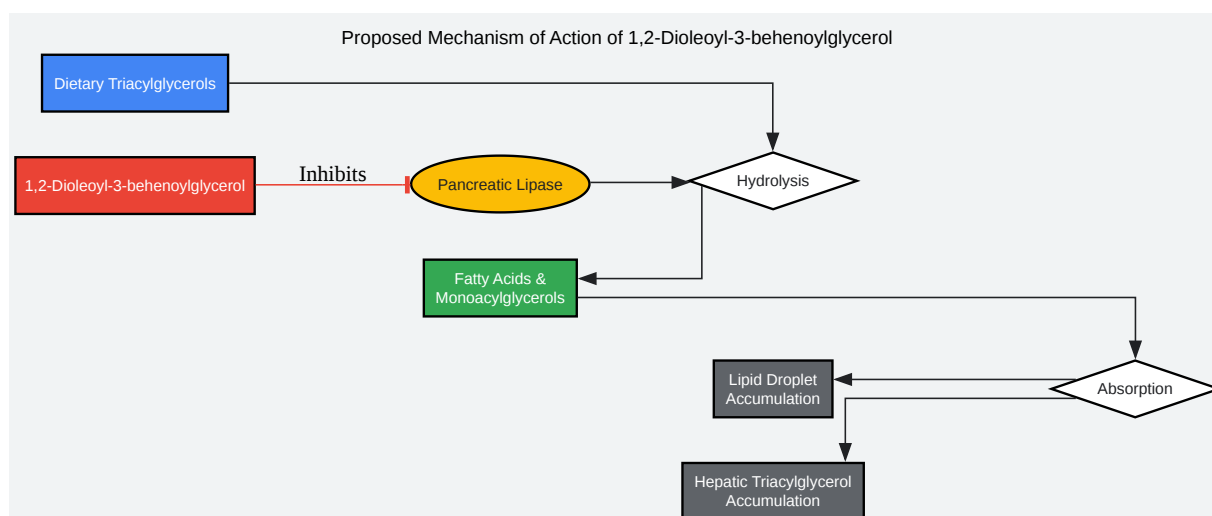 Proposed Mechanism of Action of 1,2-Dioleoyl-3-behenoylglycerol
Dietary Triacylglycerols
1,2-Dioleoyl-3-behenoylglycerol
Inhibits
Pancreatic Lipase
Hydrolysis
Fatty Acids &
Monoacylglycerols
Lipid Droplet
Accumulation
Absorption
Hepatic Triacylglycerol
Accumulation